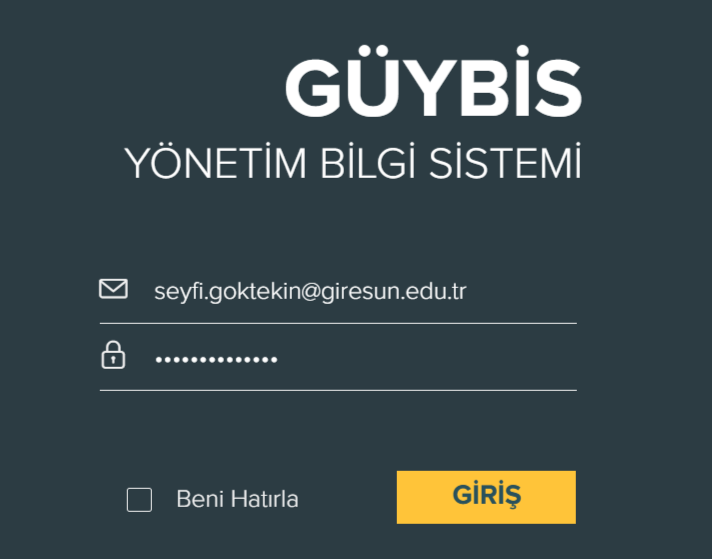 GÜYBİS
YÖNETİM BİLGİ SİSTEMİ
seyfi.goktekin@giresun.edu.tr
••••••••••••••
Beni Hatırla
GİRİŞ